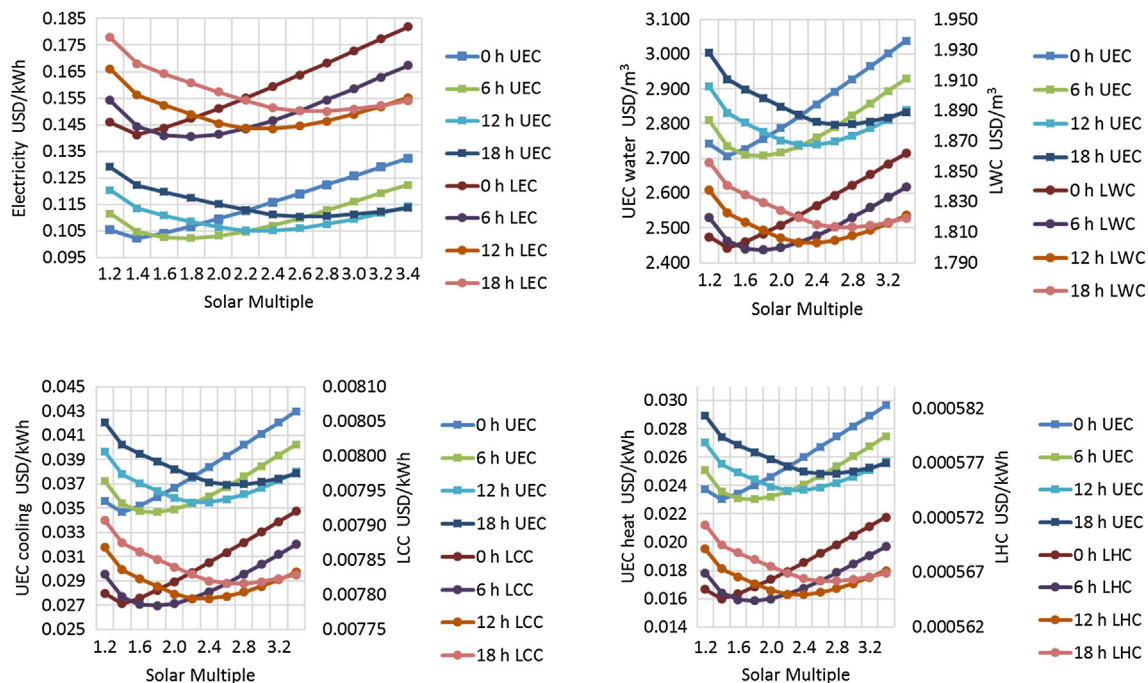 Electricity USD/kWh
0.185
0.175
0.165
0.155
0.145
0.135
0.125
0.115
0.105
0.095
1.2 1.4 1.6 1.8 2.0 2.2 2.4 2.6 2.8 3.0 3.2 3.4
Solar Multiple
0 h UEC
6 h UEC
12 h UEC
18 h UEC
0 h LEC
6 h LEC
12 h LEC
18 h LEC
UEC water USD/m³
3.100
3.000
2.900
2.800
2.700
2.600
2.500
2.400
1.2 1.6 2.0 2.4 2.8 3.2
Solar Multiple
1.950
1.930
1.910
1.890
1.870
1.850
1.830
1.810
1.790
LWC USD/m³
0 h UEC
6 h UEC
12 h UEC
18 h UEC
0 h LWC
6 h LWC
12 h LWC
18 h LWC
UEC cooling USD/kWh
0.045
0.043
0.041
0.039
0.037
0.035
0.033
0.031
0.029
0.027
0.025
1.2 1.6 2.0 2.4 2.8 3.2
Solar Multiple
0.00810
0.00805
0.00800
0.00795
0.00790
0.00785
0.00780
0.00775
LCC USD/kWh
0 h UEC
6 h UEC
12 h UEC
18 h UEC
0 h LCC
6 h LCC
12 h LCC
18 h LCC
UEC heat USD/kWh
0.030
0.028
0.026
0.024
0.022
0.020
0.018
0.016
0.014
1.2 1.6 2.0 2.4 2.8 3.2
Solar Multiple
0.000582
0.000577
0.000572
0.000567
0.000562
LHC USD/kWh
0 h UEC
6 h UEC
12 h UEC
18 h UEC
0 h LHC
6 h LHC
12 h LHC
18 h LHC